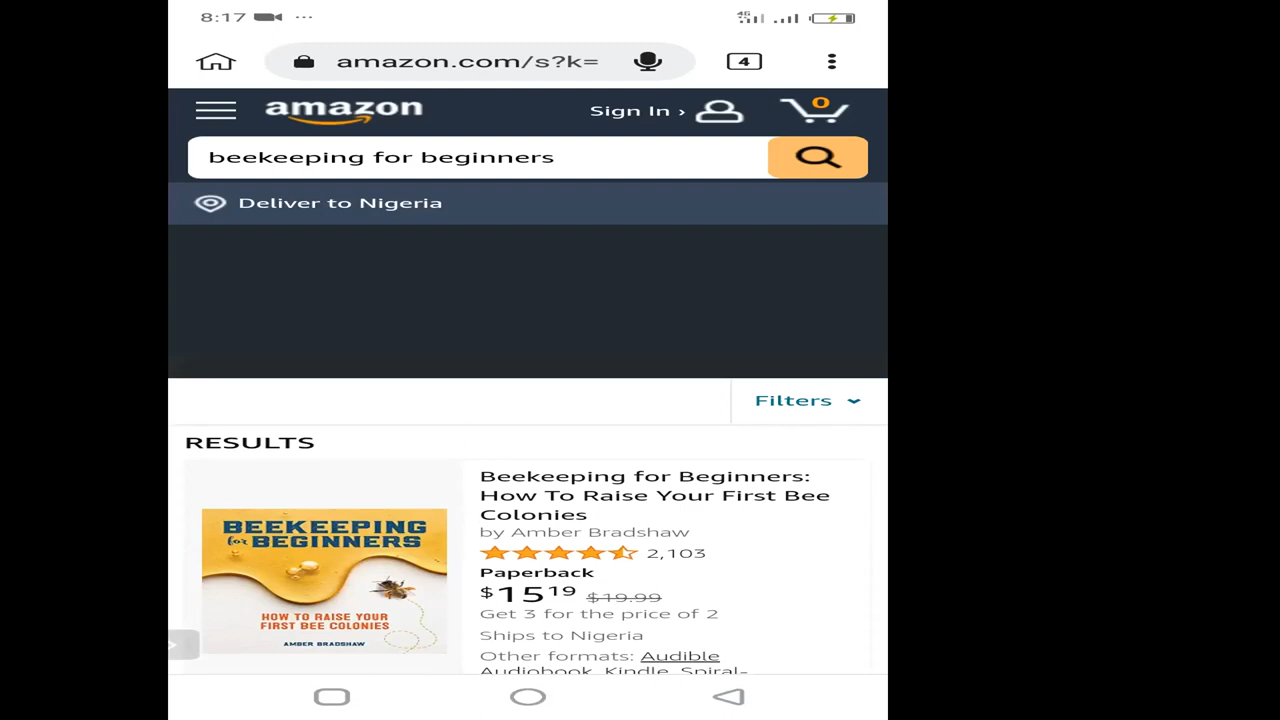 8:17
amazon.com/s?k=
4
amazon
Sign In ›
0
beekeeping for beginners
Deliver to Nigeria
Filters
RESULTS
Beekeeping for Beginners:
How To Raise Your First Bee
Colonies
by Amber Bradshaw
2,103
Paperback
$15 19 $19.99
Get 3 for the price of 2
Ships to Nigeria
Other formats: Audible
Audiobook, Kindle, Spiral-
BEEKEEPING
for BEGINNERS
HOW TO RAISE YOUR
FIRST BEE COLONIES
AMBER BRADSHAW